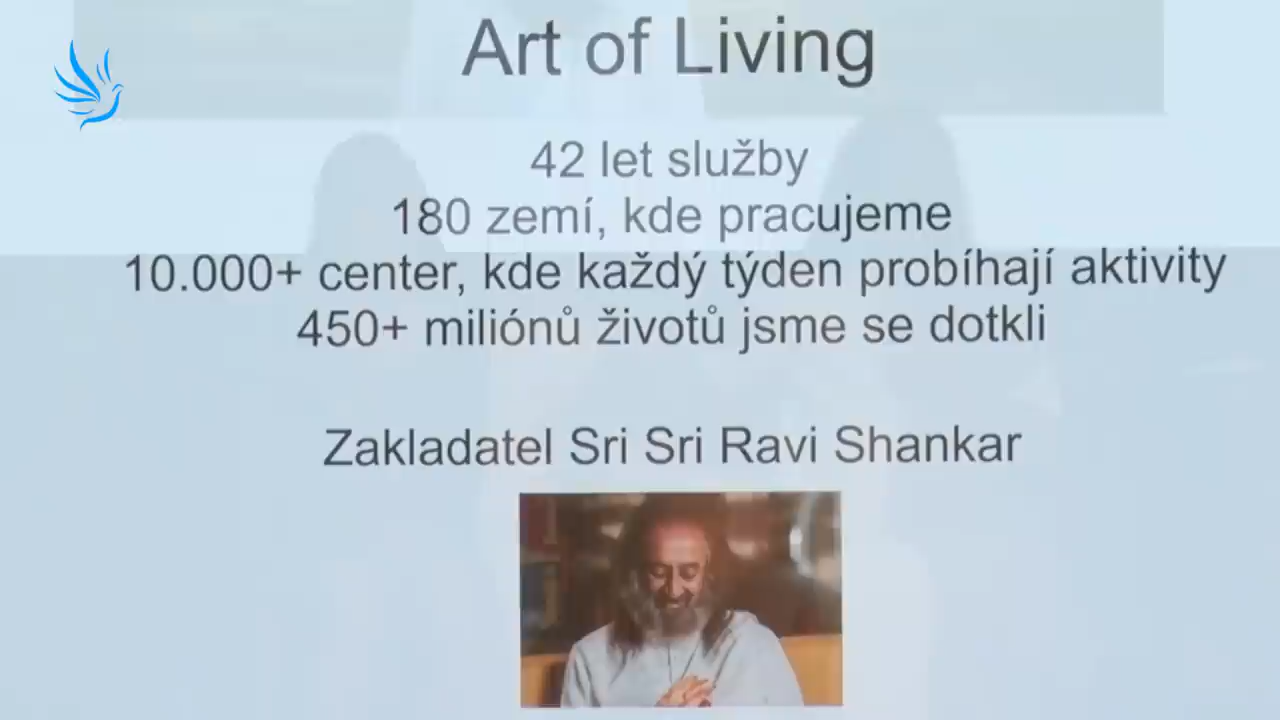 Art of Living
42 let služby
180 zemí, kde pracujeme
10.000+ center, kde každý týden probíhají aktivity
450+ miliónů životů jsme se dotkli
Zakladatel Sri Sri Ravi Shankar